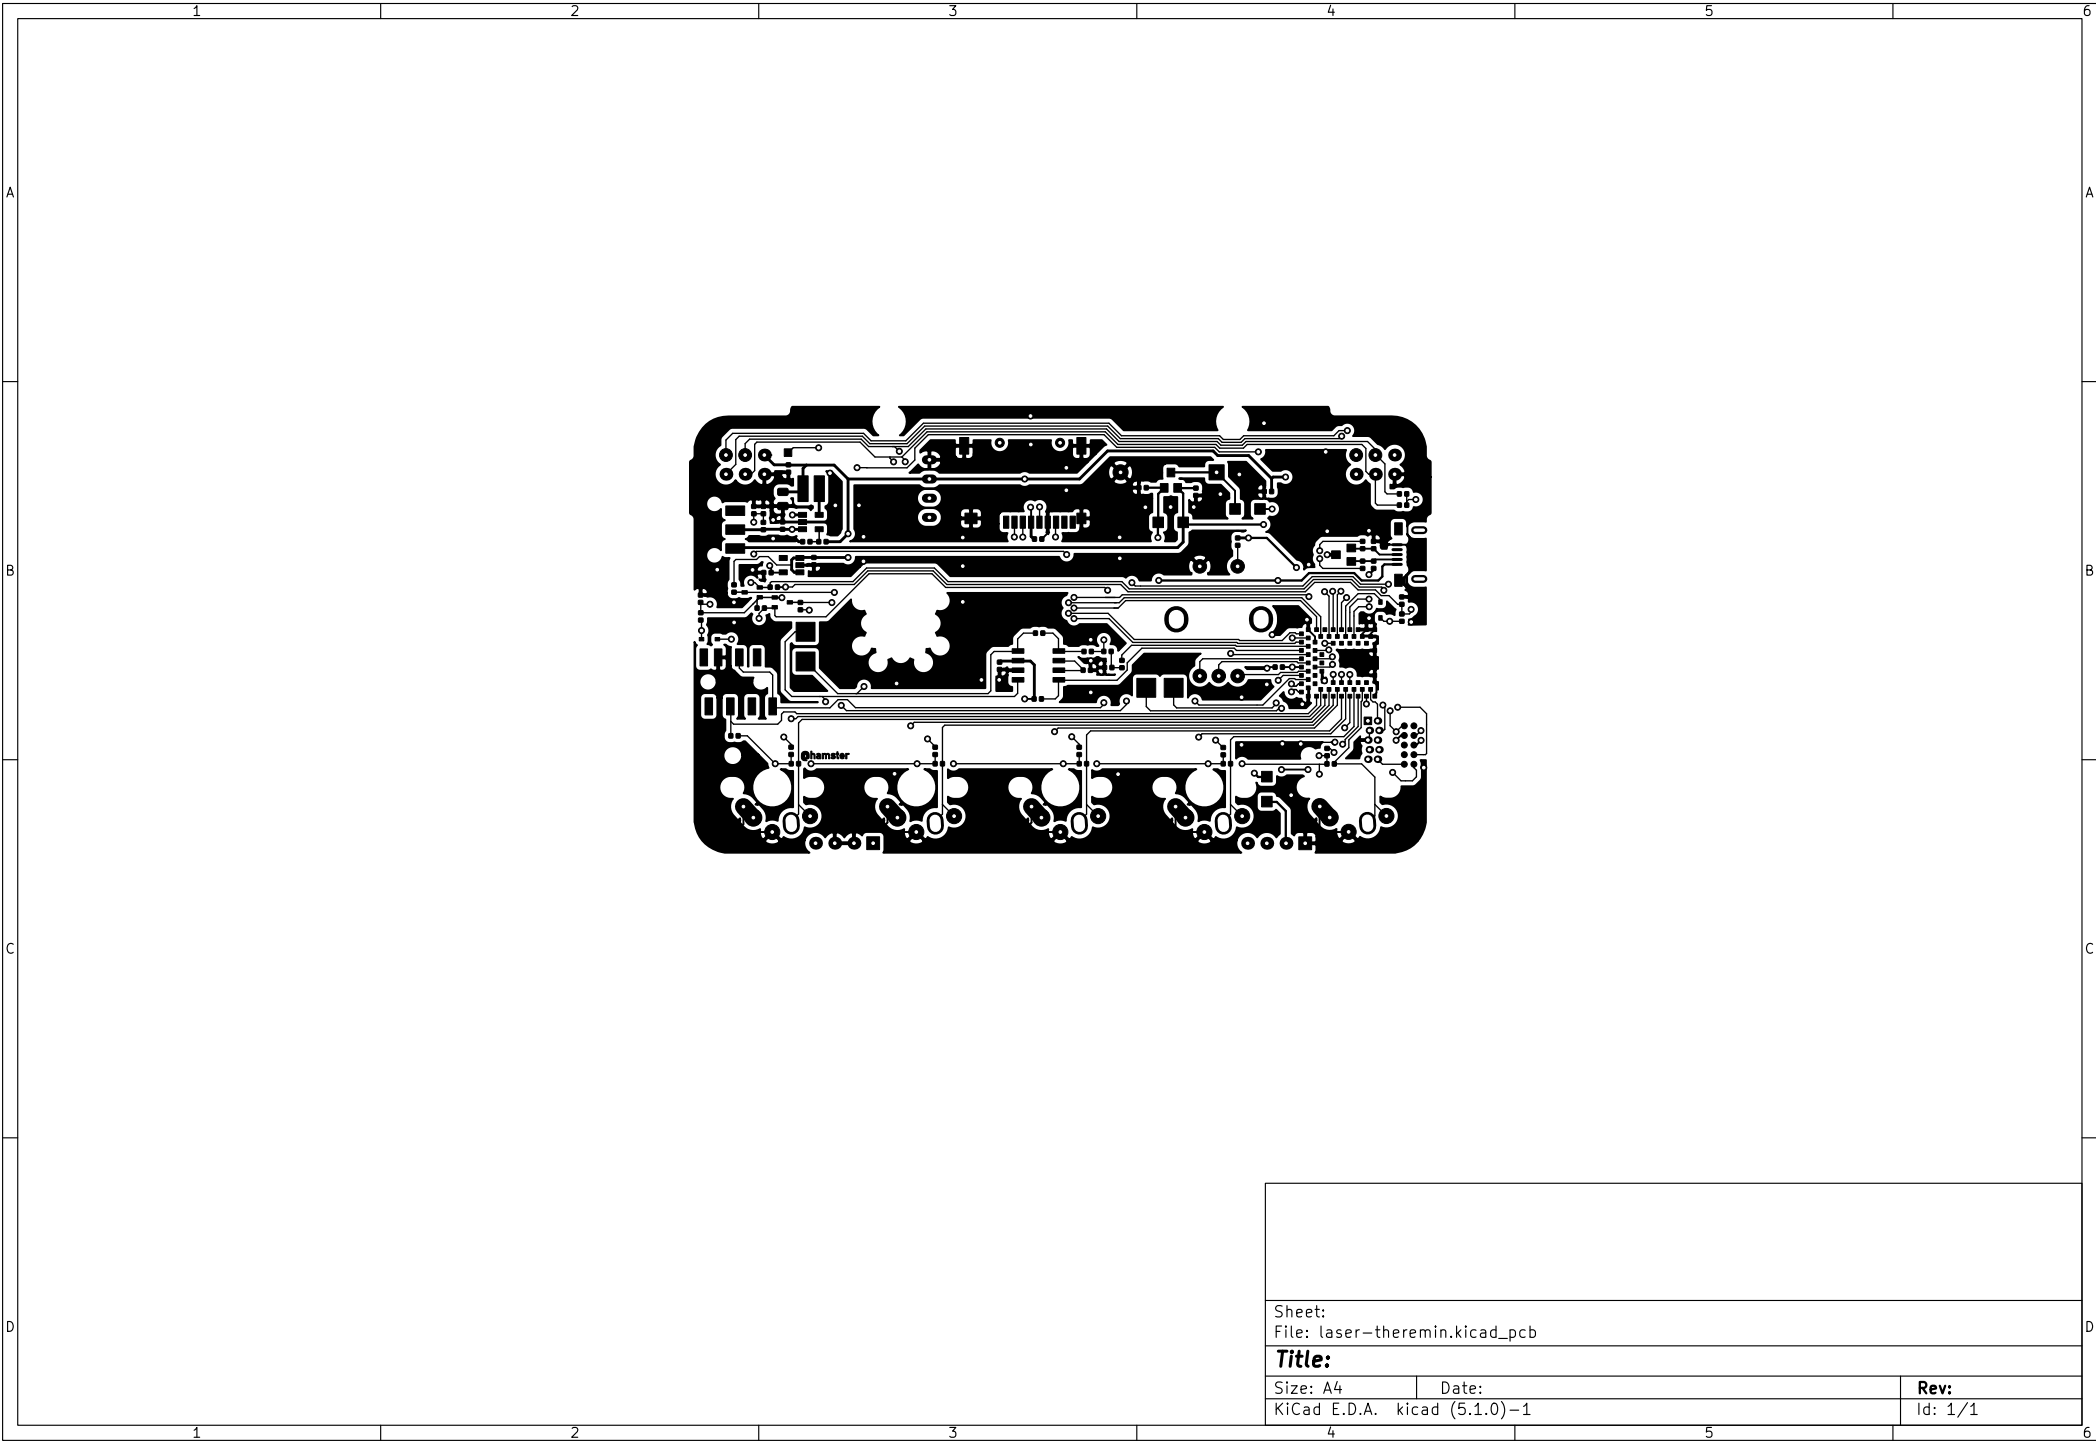 1 2 3 4 5 6
A A
B B
@hamster
C C
Sheet:
File: laser-theremin.kicad_pcb
D D
Title:
Size: A4 Date: Rev:
KiCad E.D.A. kicad (5.1.0)-1 Id: 1/1
1 2 3 4 5 6